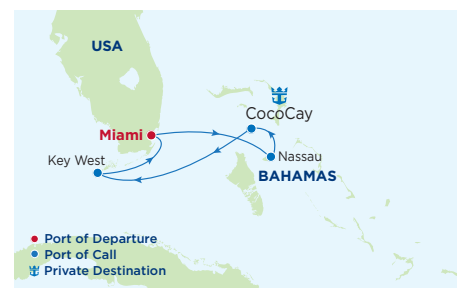 USA
CocoCay
Miami
Key West
Nassau
BAHAMAS
Port of Departure
Port of Call
Private Destination